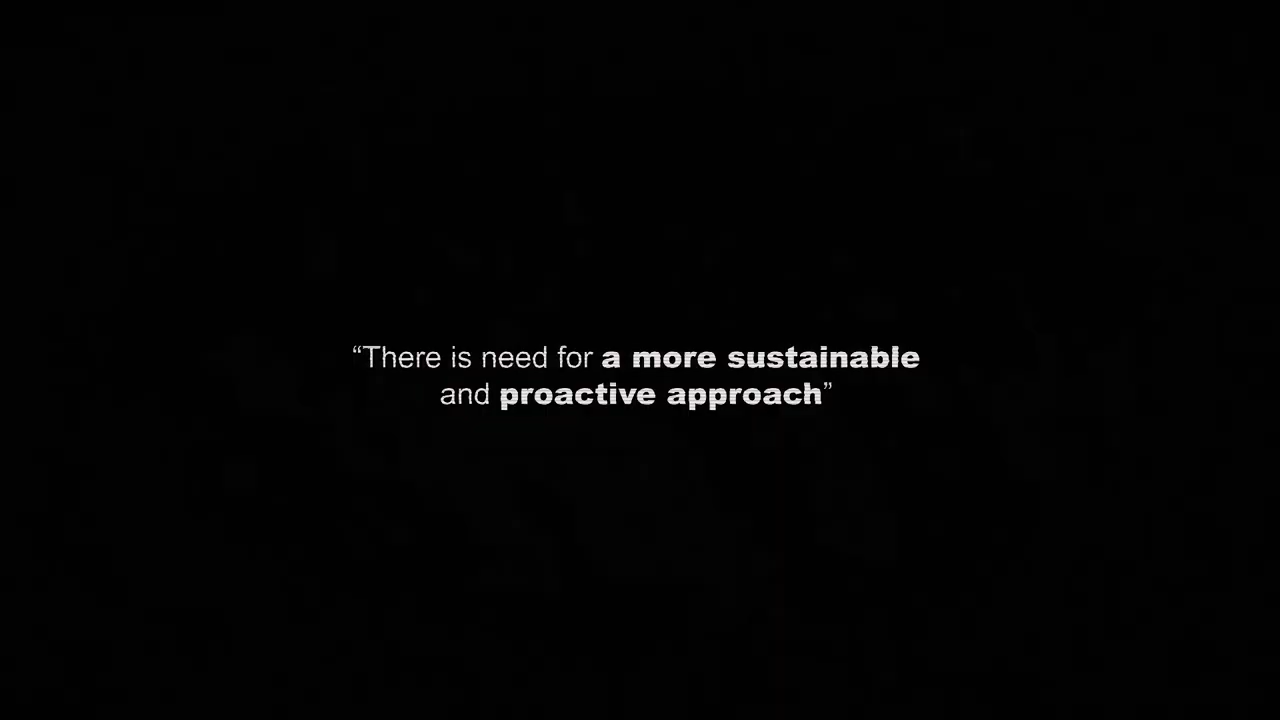 “There is need for a more sustainable
and proactive approach”